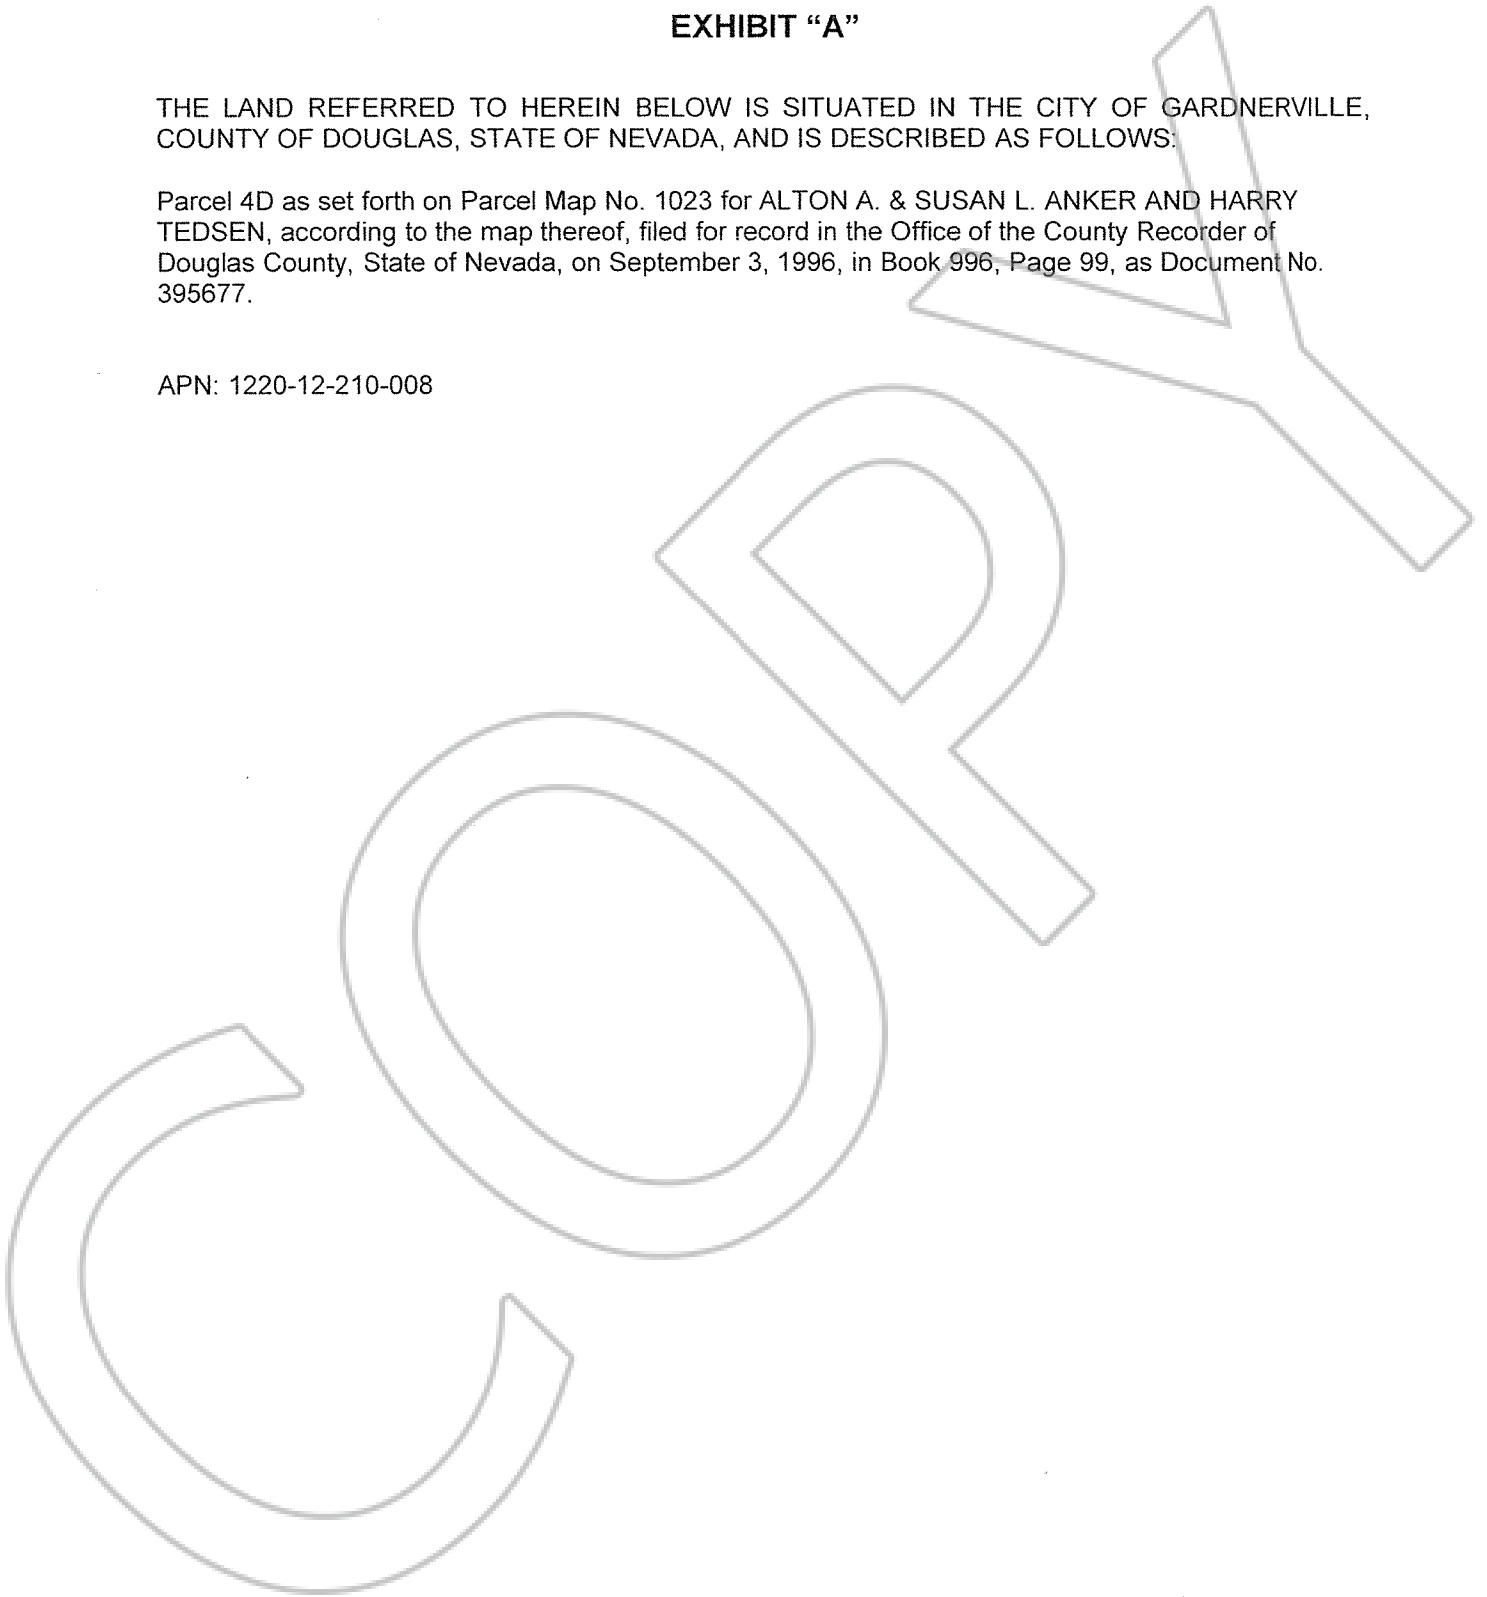 EXHIBIT “A”
THE LAND REFERRED TO HEREIN BELOW IS SITUATED IN THE CITY OF GARDNERVILLE,
COUNTY OF DOUGLAS, STATE OF NEVADA, AND IS DESCRIBED AS FOLLOWS:
Parcel 4D as set forth on Parcel Map No. 1023 for ALTON A. & SUSAN L. ANKER AND HARRY
TEDSEN, according to the map thereof, filed for record in the Office of the County Recorder of
Douglas County, State of Nevada, on September 3, 1996, in Book 996, Page 99, as Document No.
395677.
APN: 1220-12-210-008
COPY